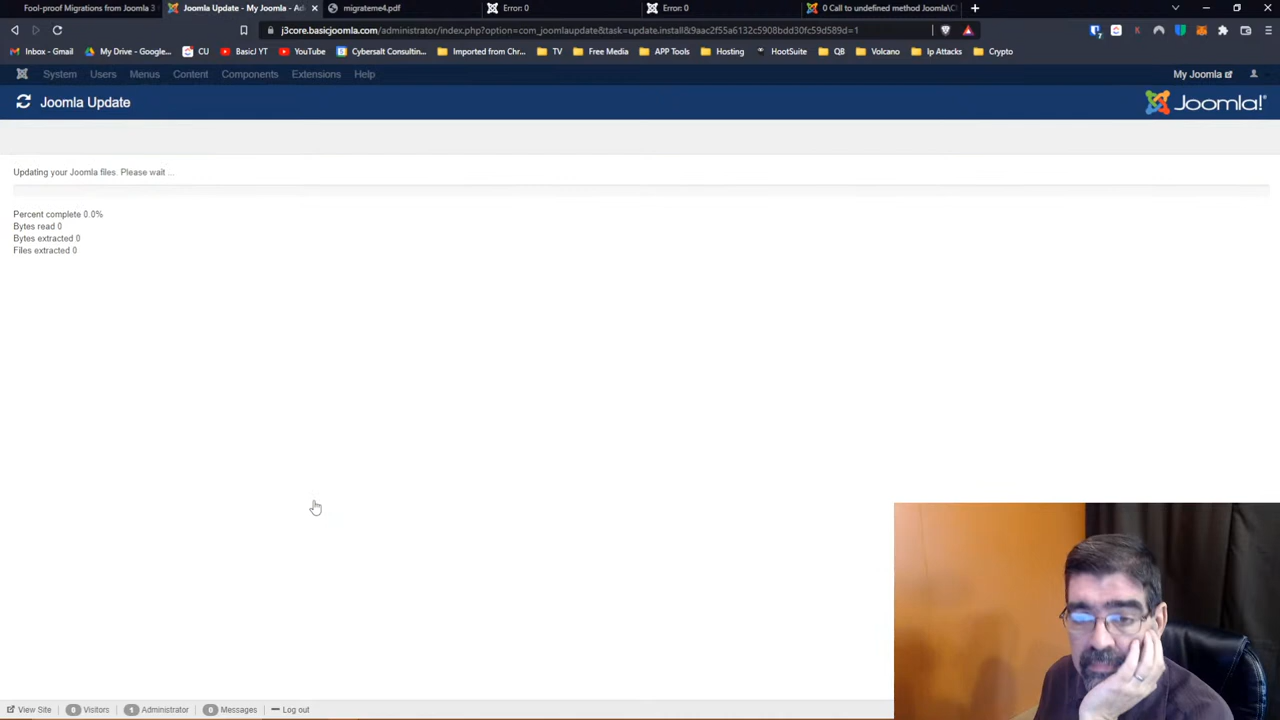 Fool-proof Migrations from Joomla 3
Joomla Update - My Joomla - Ad
migrateme4.pdf
Error: 0
Error: 0
0 Call to undefined method Joomla\C
j3core.basicjoomla.com/administrator/index.php?option=com_joomlaupdate&task=update.install&9aac2f55a6132c5908bdd30fc59d589d=1
Inbox - Gmail
My Drive - Google...
CU
BasicJ YT
YouTube
Cybersalt Consulting...
Imported from Chr...
TV
Free Media
APP Tools
Hosting
HootSuite
QB
Volcano
Ip Attacks
Crypto
System Users Menus Content Components Extensions Help
My Joomla
Joomla Update
Joomla!®
Updating your Joomla files. Please wait ...
Percent complete 0.0%
Bytes read 0
Bytes extracted 0
Files extracted 0
View Site 0 Visitors 1 Administrator 0 Messages Log out